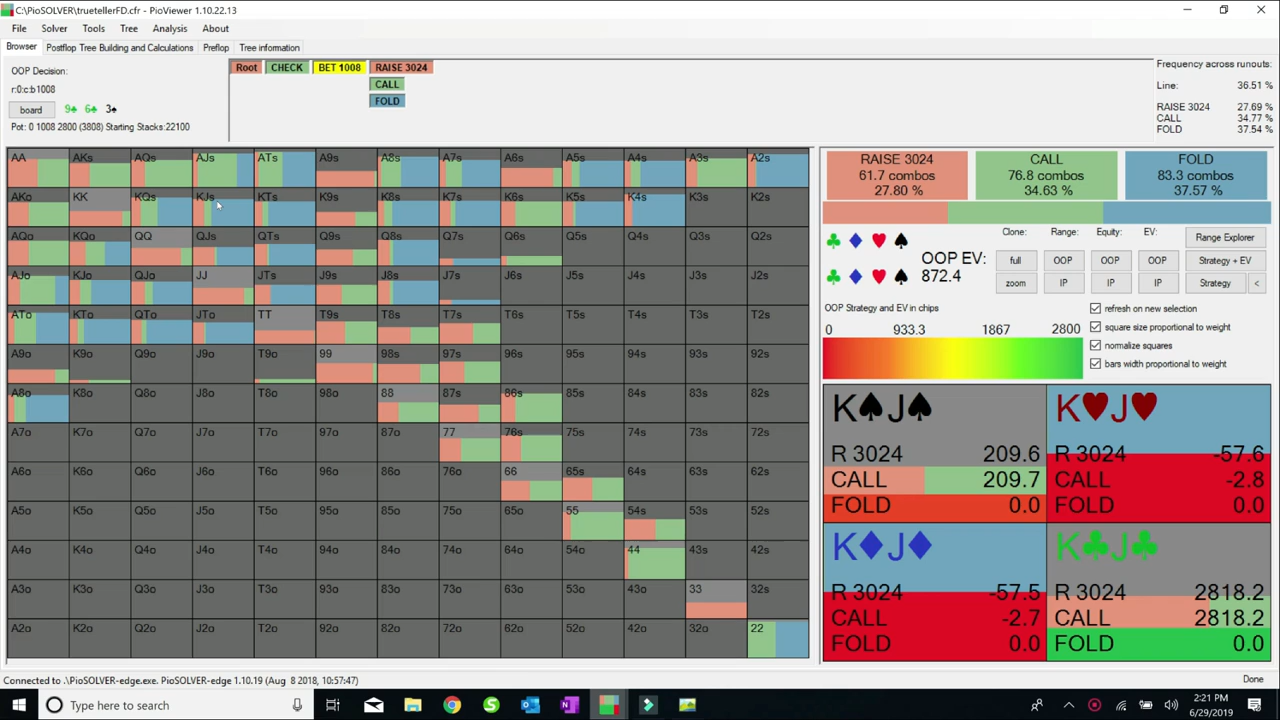 C:\PioSOLVER\truetellerFD.cfr - PioViewer 1.10.22.13
File Solver Tools Tree Analysis About
Browser Postflop Tree Building and Calculations Preflop Tree information
OOP Decision:
r:0:c:b1008
board 9♣ 6♣ 3♠
Pot: 0 1008 2800 (3808) Starting Stacks:22100
Root CHECK BET 1008 RAISE 3024
CALL
FOLD
Frequency across runouts:
Line: 36.51 %
RAISE 3024 27.69 %
CALL 34.77 %
FOLD 37.54 %
AA AKs AQs AJs ATs A9s A8s A7s A6s A5s A4s A3s A2s
AKo KK KQs KJs KTs K9s K8s K7s K6s K5s K4s K3s K2s
AQo KQo QQ QJs QTs Q9s Q8s Q7s Q6s Q5s Q4s Q3s Q2s
AJo KJo QJo JJ JTs J9s J8s J7s J6s J5s J4s J3s J2s
ATo KTo QTo JTo TT T9s T8s T7s T6s T5s T4s T3s T2s
A9o K9o Q9o J9o T9o 99 98s 97s 96s 95s 94s 93s 92s
A8o K8o Q8o J8o T8o 98o 88 87s 86s 85s 84s 83s 82s
A7o K7o Q7o J7o T7o 97o 87o 77 76s 75s 74s 73s 72s
A6o K6o Q6o J6o T6o 96o 86o 76o 66 65s 64s 63s 62s
A5o K5o Q5o J5o T5o 95o 85o 75o 65o 55 54s 53s 52s
A4o K4o Q4o J4o T4o 94o 84o 74o 64o 54o 44 43s 42s
A3o K3o Q3o J3o T3o 93o 83o 73o 63o 53o 43o 33 32s
A2o K2o Q2o J2o T2o 92o 82o 72o 62o 52o 42o 32o 22
RAISE 3024 CALL FOLD
61.7 combos 76.8 combos 83.3 combos
27.80 % 34.63 % 37.57 %
♣ ♦ ♥ ♠
♣ ♦ ♥ ♠
OOP EV:
872.4
Clone: Range: Equity: EV: Range Explorer
full OOP OOP OOP Strategy + EV
zoom IP IP IP Strategy <
OOP Strategy and EV in chips
0 933.3 1867 2800
refresh on new selection
square size proportional to weight
nomalize squares
bars width proportional to weight
K♠J♠
R 3024 209.6
CALL 209.7
FOLD 0.0
K♥J♥
R 3024 -57.6
CALL -2.8
FOLD 0.0
K♦J♦
R 3024 -57.5
CALL -2.7
FOLD 0.0
K♣J♣
R 3024 2818.2
CALL 2818.2
FOLD 0.0
Connected to .\PioSOLVER-edge.exe. PioSOLVER-edge 1.10.19 (Aug 8 2018, 10:57:47) Done
Type here to search
2:21 PM
6/29/2019